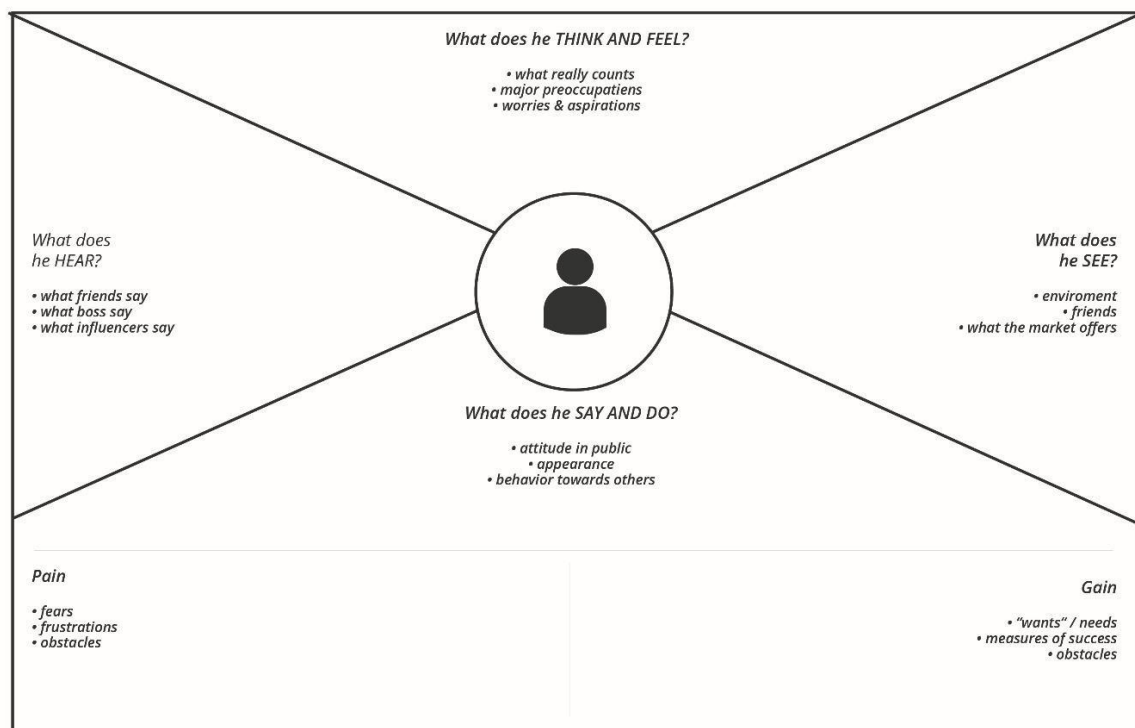 What does he THINK AND FEEL?
• what really counts
• major preoccupatiens
• worries & aspirations
What does
he HEAR?
• what friends say
• what boss say
• what influencers say
What does
he SEE?
• enviroment
• friends
• what the market offers
What does he SAY AND DO?
• attitude in public
• appearance
• behavior towards others
Pain
• fears
• frustrations
• obstacles
Gain
• “wants“ / needs
• measures of success
• obstacles